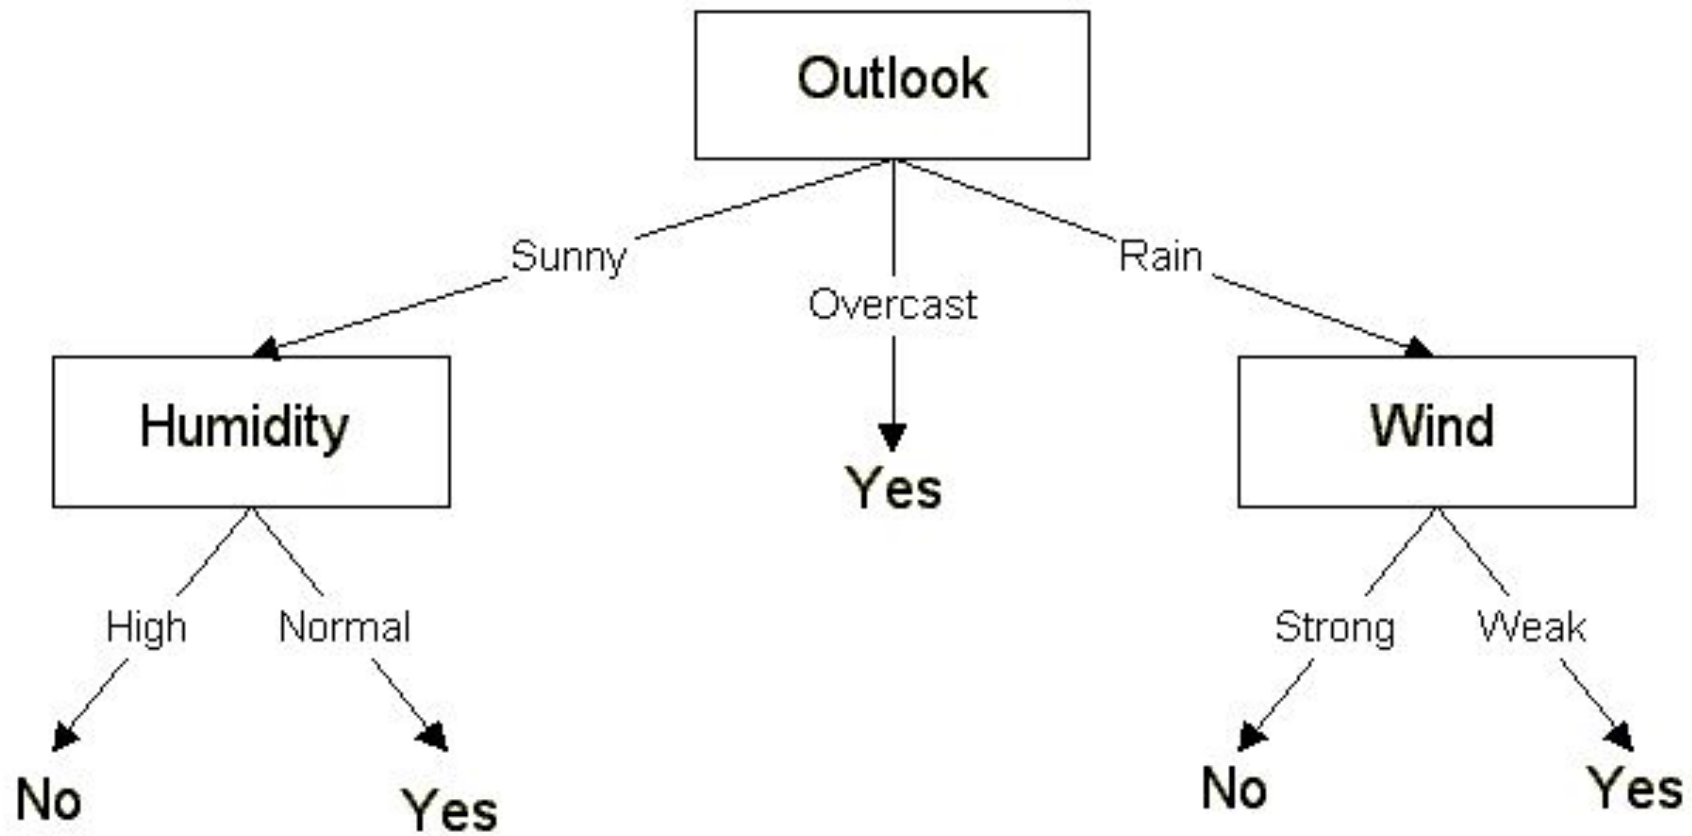 Outlook
Sunny
Overcast
Rain
Humidity
Yes
Wind
High
Normal
Strong
Weak
No
Yes
No
Yes